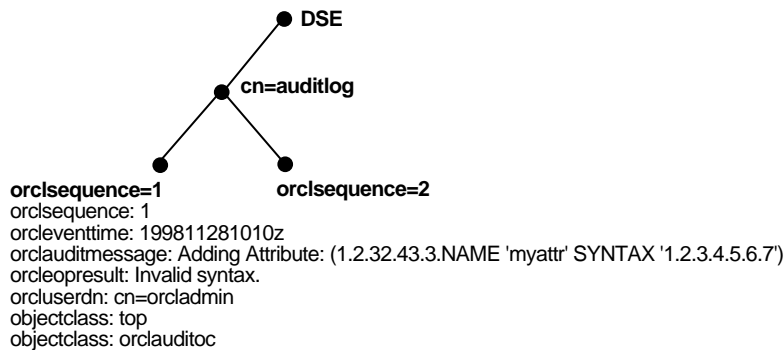 DSE
cn=auditlog
orclsequence=1
orclsequence=2
orclsequence: 1
orcleventtime: 199811281010z
orclauditmessage: Adding Attribute: (1.2.32.43.3.NAME 'myattr' SYNTAX '1.2.3.4.5.6.7')
orcleopresult: Invalid syntax.
orcluserdn: cn=orcladmin
objectclass: top
objectclass: orclauditoc